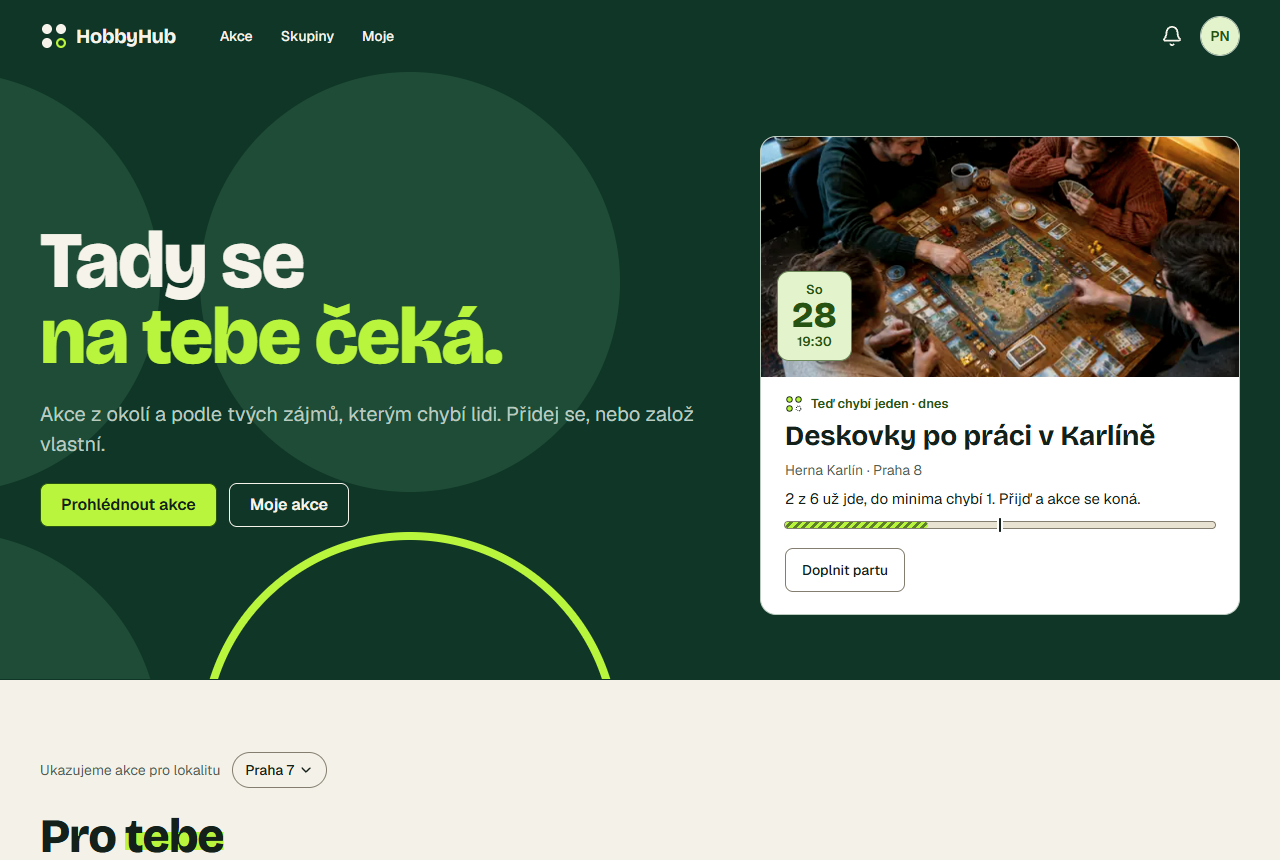 HobbyHub
Akce
Skupiny
Moje
PN
Tady se
na tebe čeká.
Akce z okolí a podle tvých zájmů, kterým chybí lidi. Přidej se, nebo založ
vlastní.
Prohlédnout akce
Moje akce
So
28
19:30
Teď chybí jeden · dnes
Deskovky po práci v Karlíně
Herna Karlín · Praha 8
2 z 6 už jde, do minima chybí 1. Přijď a akce se koná.
Doplnit partu
Ukazujeme akce pro lokalitu
Praha 7
Pro tebe